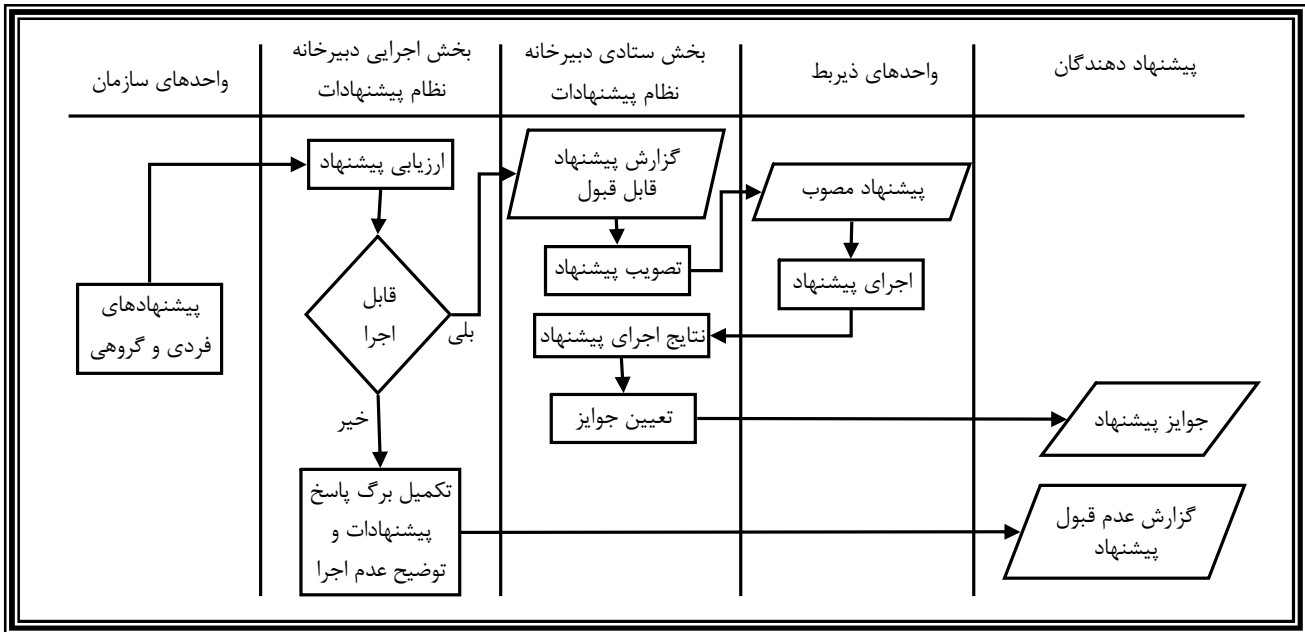 پیشنهاد دهندگان
واحدهای ذیربط
بخش ستادی دبیرخانه
نظام پیشنهادات
بخش اجرایی دبیرخانه
نظام پیشنهادات
واحدهای سازمان
ارزیابی پیشنهاد
گزارش پیشنهاد
قابل قبول
پیشنهاد مصوب
تصویب پیشنهاد
اجرای پیشنهاد
پیشنهادهای
فردی و گروهی
قابل
اجرا
بلی
نتایج اجرای پیشنهاد
تعیین جوایز
جوایز پیشنهاد
خیر
تکمیل برگ پاسخ
پیشنهادات و
توضیح عدم اجرا
گزارش عدم قبول
پیشنهاد